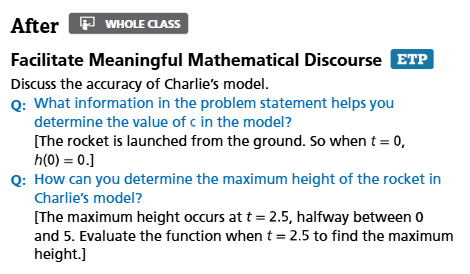 After WHOLE CLASS
Facilitate Meaningful Mathematical Discourse ETP
Discuss the accuracy of Charlie's model.
Q: What information in the problem statement helps you
determine the value of c in the model?
[The rocket is launched from the ground. So when t = 0,
h(0) = 0.]
Q: How can you determine the maximum height of the rocket in
Charlie's model?
[The maximum height occurs at t = 2.5, halfway between 0
and 5. Evaluate the function when t = 2.5 to find the maximum
height.]